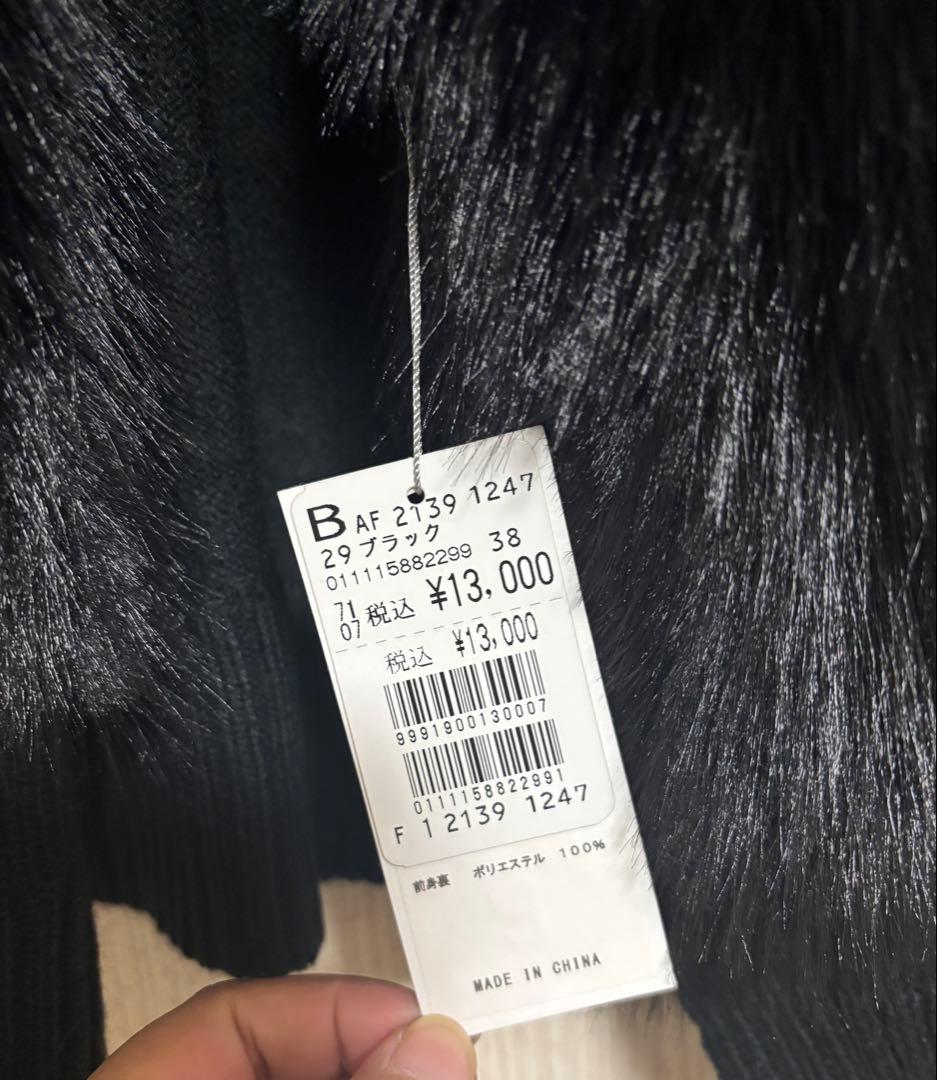 B AF 2139 1247
29 ブラック 38
011115882299
71
07 税込 ¥13,000
税込 ¥13,000
9991900130007
0111158822991
F 1 2139 1247
前身裏 ポリエステル 100%
MADE IN CHINA